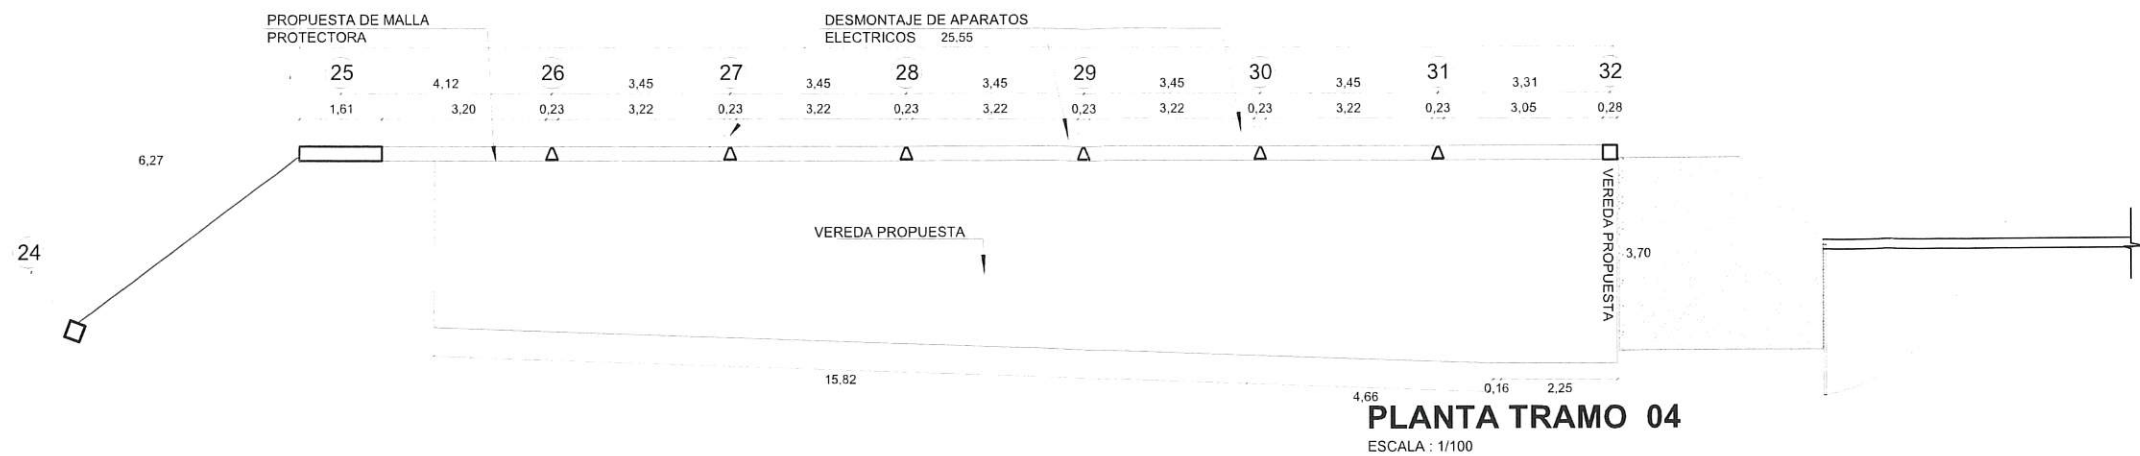 PROPUESTA DE MALLA
PROTECTORA
DESMONTAJE DE APARATOS
ELECTRICOS 25,55
25 26 27 28 29 30 31 32
4,12 3,45 3,45 3,45 3,45 3,45 3,31
1,61 3,20 0,23 3,22 0,23 3,22 0,23 3,22 0,23 3,22 0,23 3,22 0,23 3,05 0,28
6,27
24
VEREDA PROPUESTA
VEREDA PROPUESTA
3,70
15,82
4,66
0,16 2,25
PLANTA TRAMO 04
ESCALA : 1/100